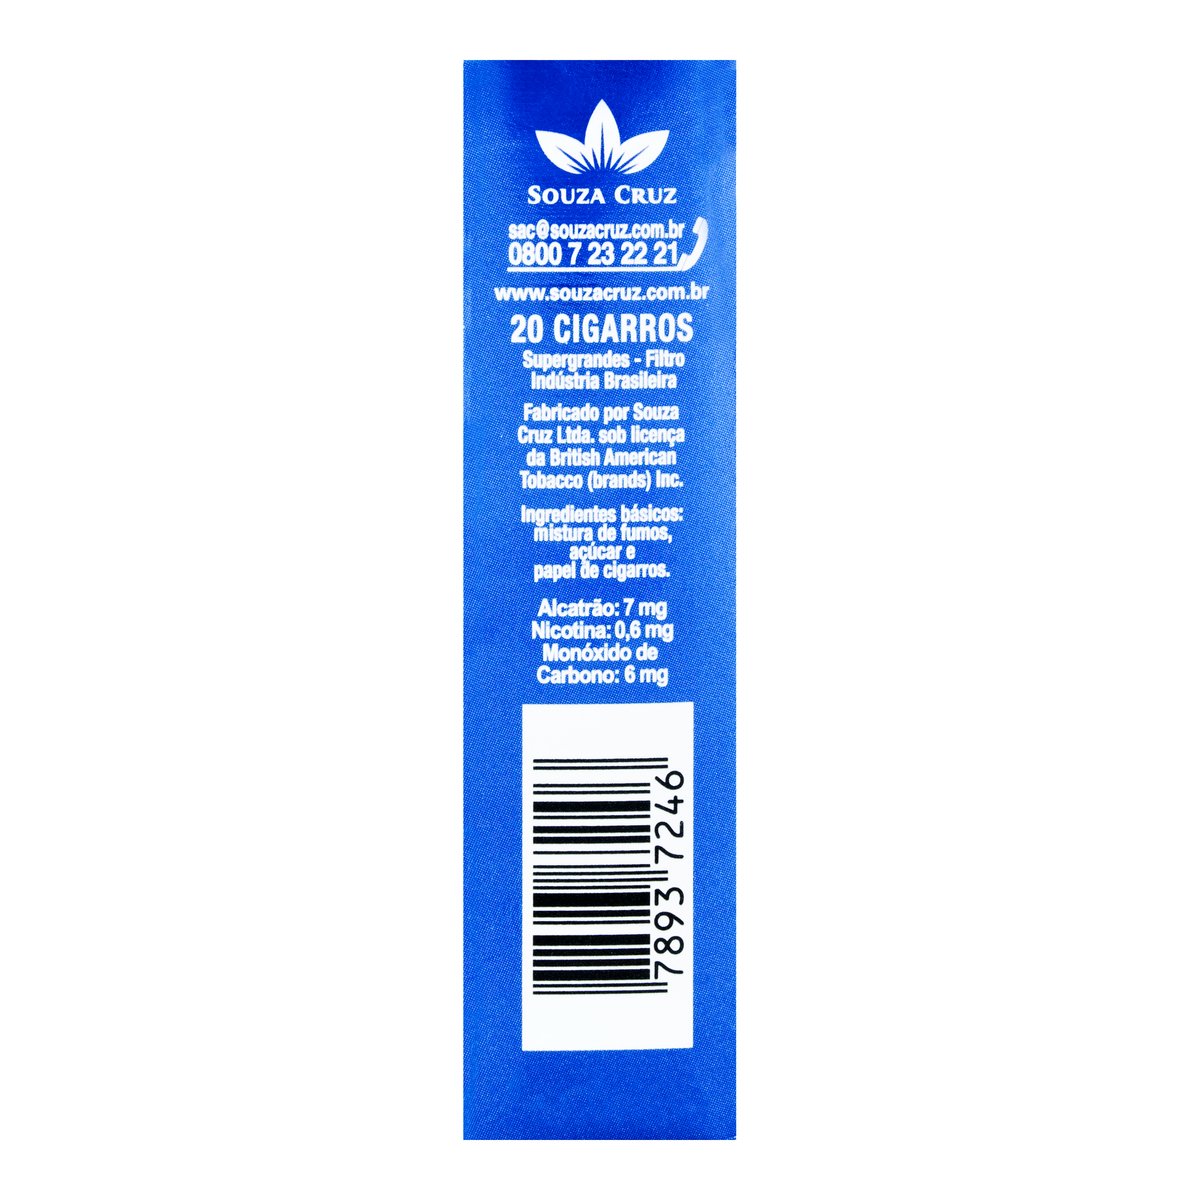 SOUZA CRUZ
sac@souzacruz.com.br
0800 7 23 22 21
www.souzacruz.com.br
20 CIGARROS
Supergrandes - Filtro
Indústria Brasileira
Fabricado por Souza
Cruz Ltda. sob licença
da British American
Tobacco (brands) Inc.
Ingredientes básicos:
mistura de fumos,
açúcar e
papel de cigarros.
Alcatrão: 7 mg
Nicotina: 0,6 mg
Monóxido de
Carbono: 6 mg
7893 7246